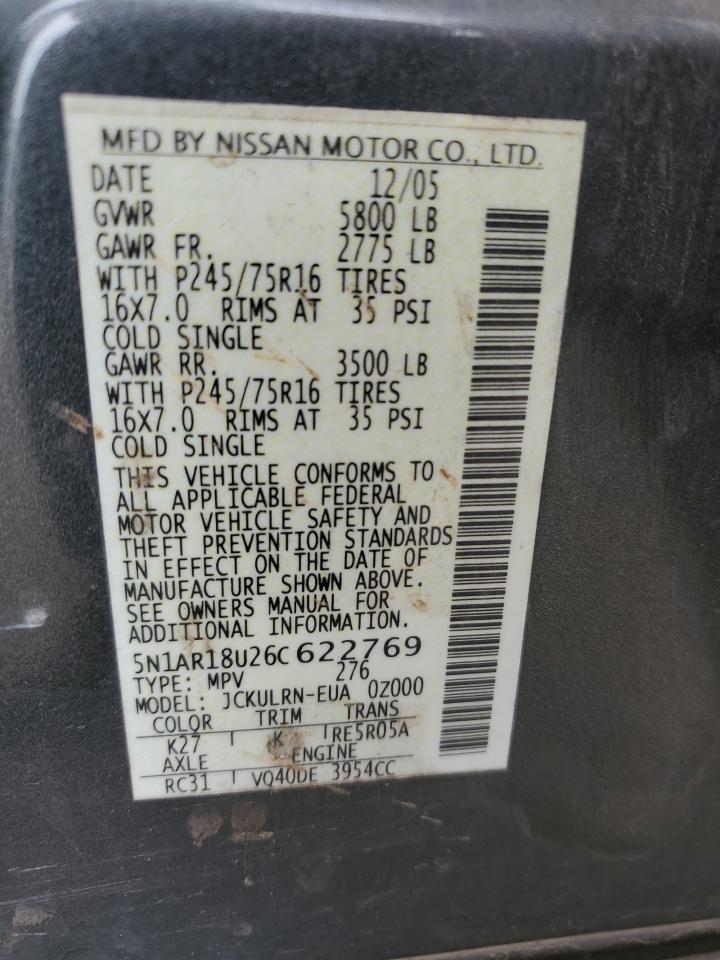 MFD BY NISSAN MOTOR CO., LTD.
DATE 12/05
GVWR 5800 LB
GAWR FR. 2775 LB
WITH P245/75R16 TIRES
16X7.0 RIMS AT 35 PSI
COLD SINGLE
GAWR RR. 3500 LB
WITH P245/75R16 TIRES
16X7.0 RIMS AT 35 PSI
COLD SINGLE
THIS VEHICLE CONFORMS TO
ALL APPLICABLE FEDERAL
MOTOR VEHICLE SAFETY AND
THEFT PREVENTION STANDARDS
IN EFFECT ON THE DATE OF
MANUFACTURE SHOWN ABOVE.
SEE OWNERS MANUAL FOR
ADDITIONAL INFORMATION.
5N1AR18U26C 622769
TYPE: MPV 276
MODEL: JCKULRN-EUA 0Z000
COLOR TRIM TRANS
K27 K RE5R05A
AXLE ENGINE
RC31 VQ40DE 3954CC